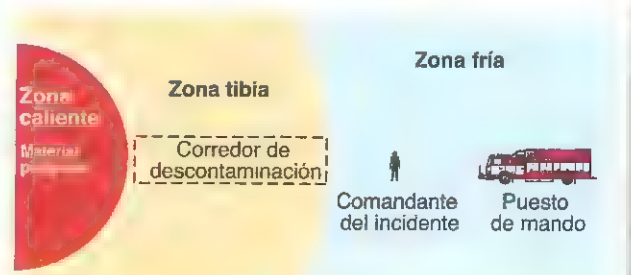 Zona
caliente
Material
Zona tibia
Corredor de
descontaminación
Zona fría
Comandante
del incidente
Puesto
de mando